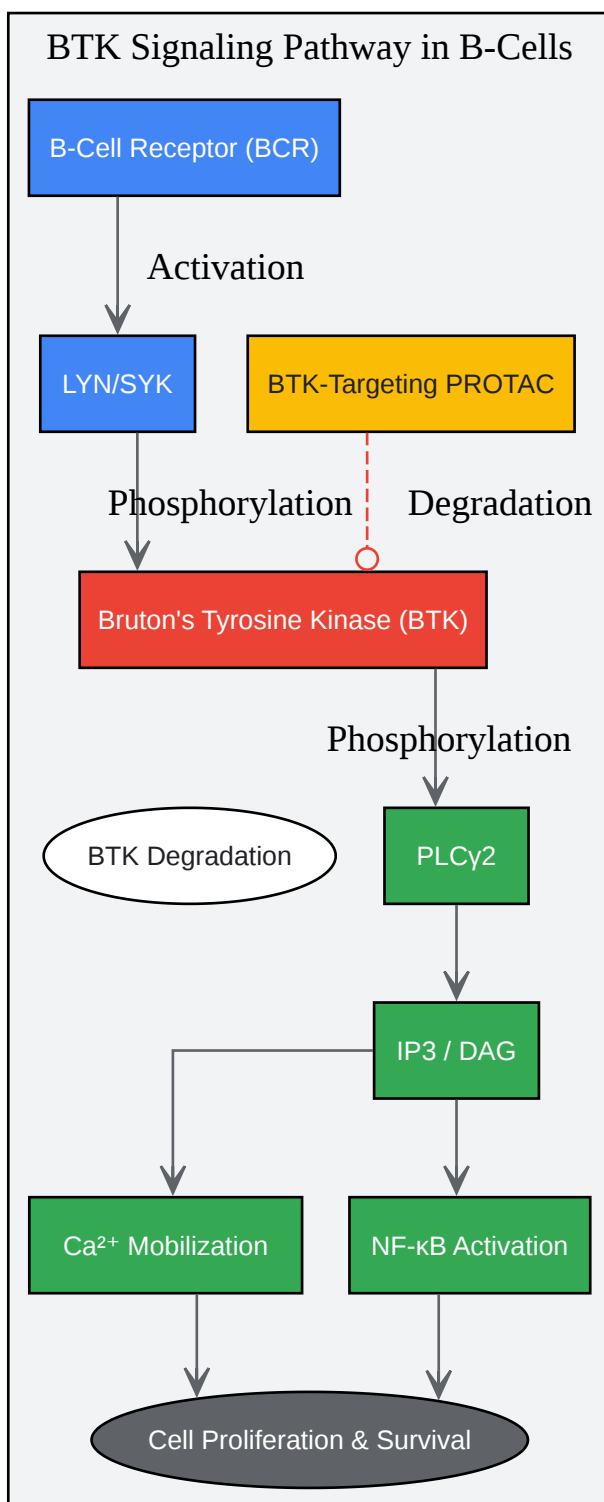 BTK Signaling Pathway in B-Cells
B-Cell Receptor (BCR)
Activation
LYN/SYK
BTK-Targeting PROTAC
Phosphorylation
Degradation
Bruton's Tyrosine Kinase (BTK)
Phosphorylation
BTK Degradation
PLCγ2
IP3 / DAG
Ca²⁺ Mobilization
NF-κB Activation
Cell Proliferation & Survival